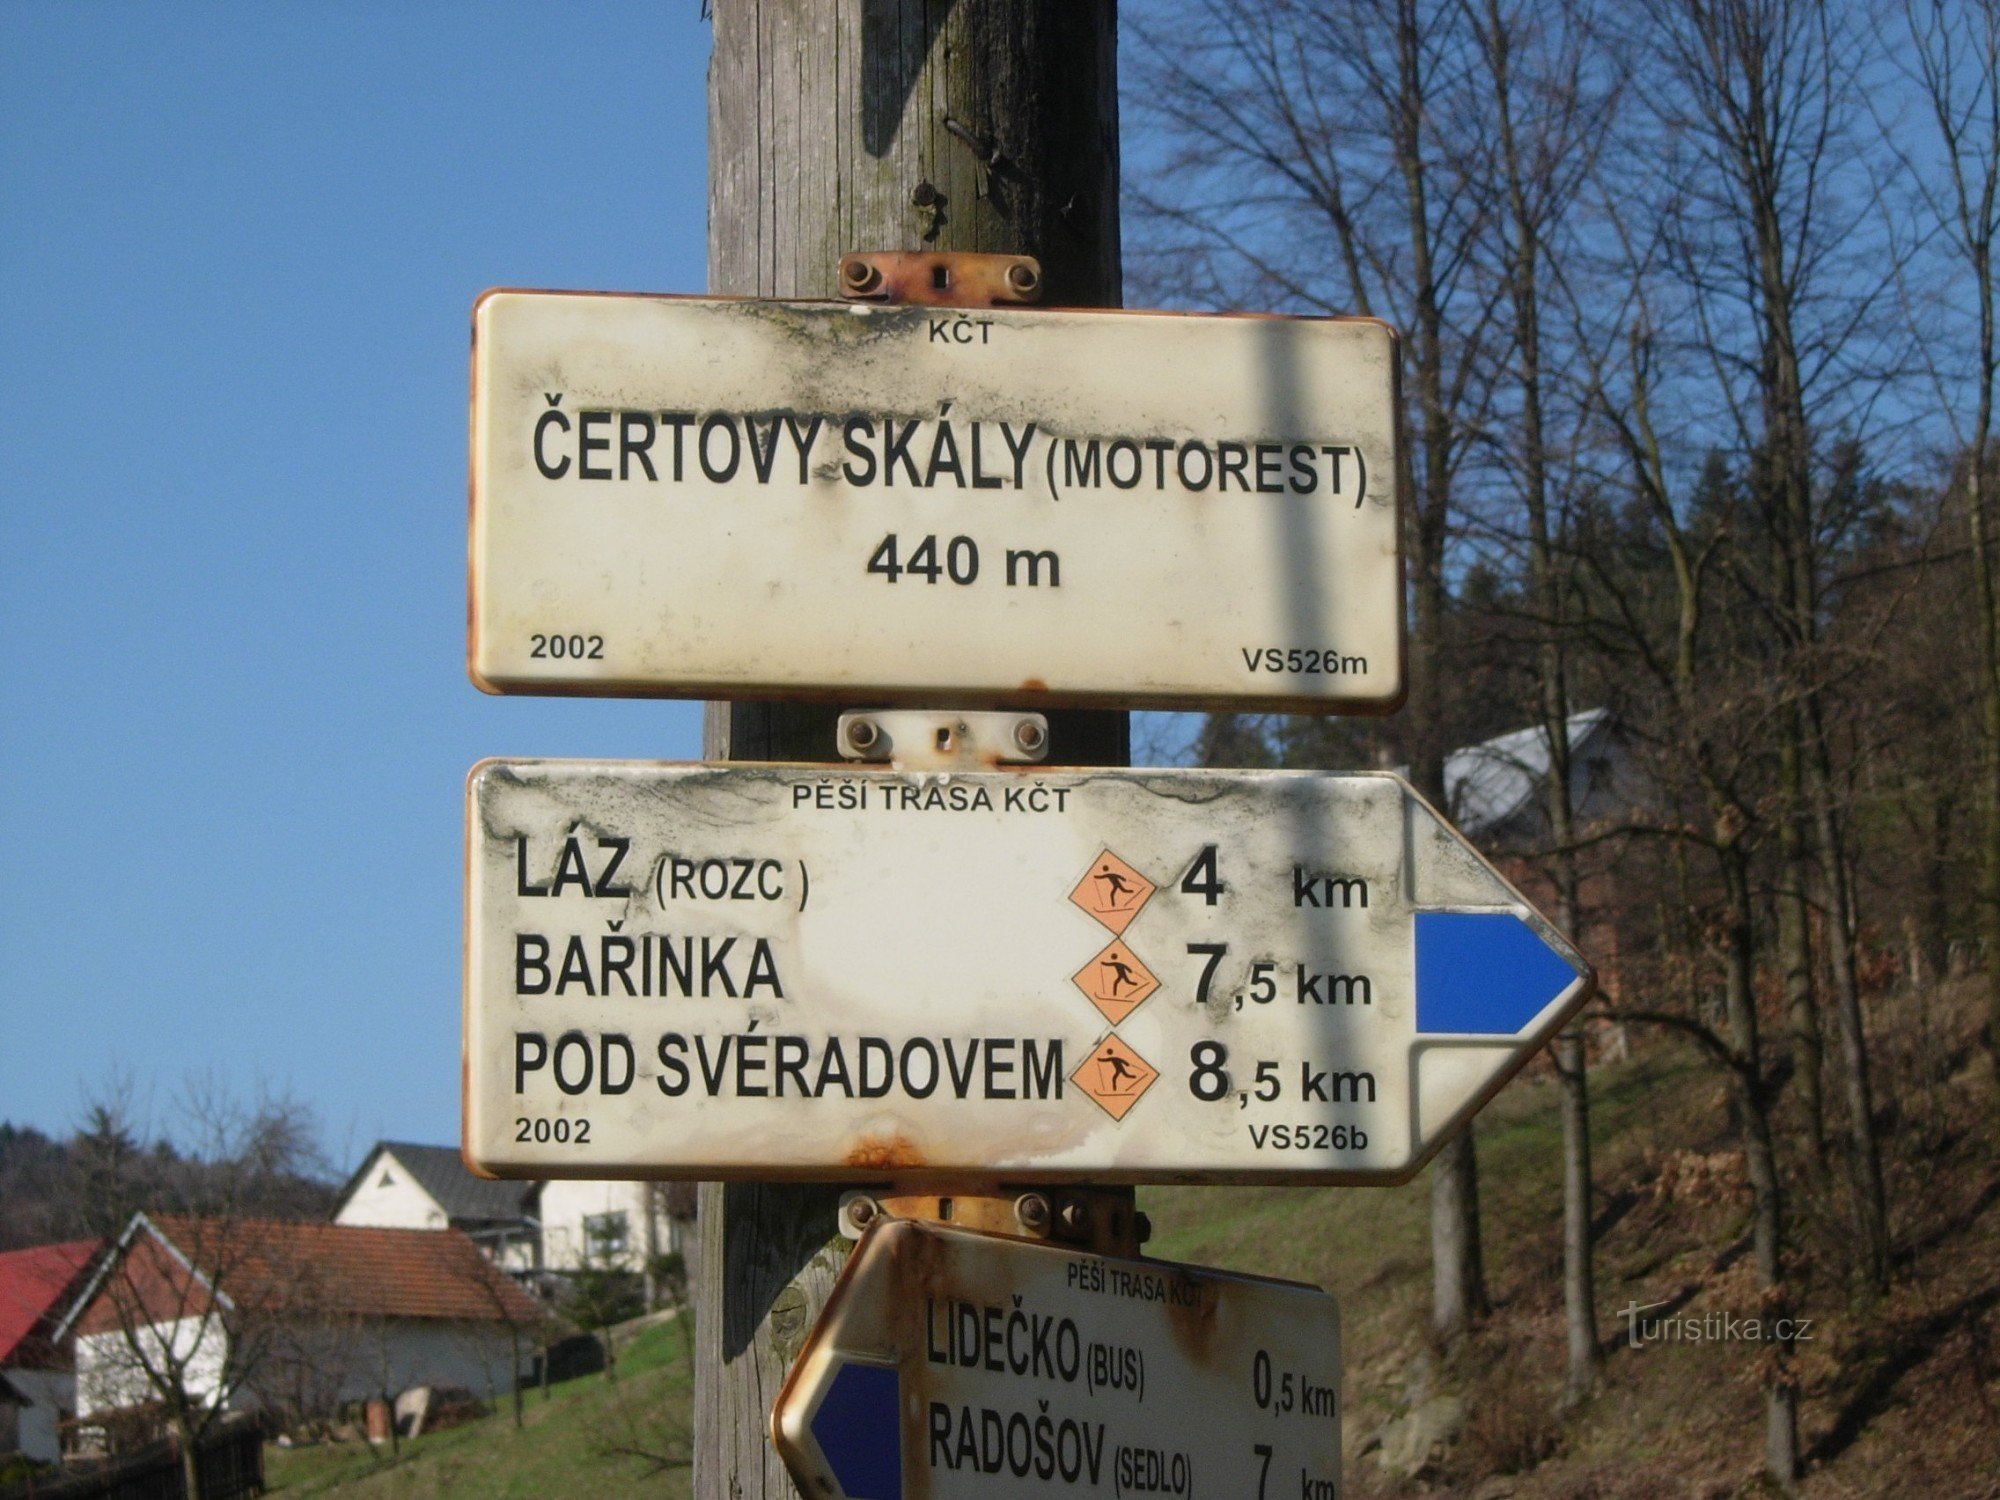 KČT
ČERTOVY SKÁLY (MOTOREST)
440 m
2002 VS526m
PĚŠÍ TRASA KČT
LÁZ (ROZC ) 4 km
BAŘINKA 7,5 km
POD SVÉRADOVEM 8,5 km
2002 VS526b
PĚŠÍ TRASA KČT
LIDEČKO (BUS) 0,5 km
RADOŠOV (SEDLO) 7 km
Turistika.cz